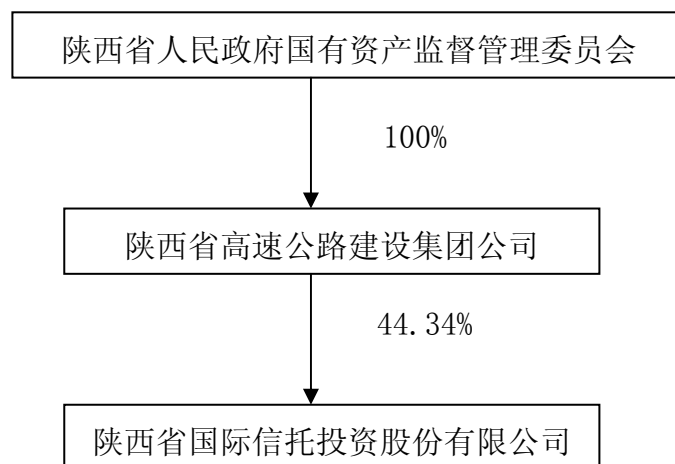 陕西省人民政府国有资产监督管理委员会
100%
陕西省高速公路建设集团公司
44.34%
陕西省国际信托投资股份有限公司